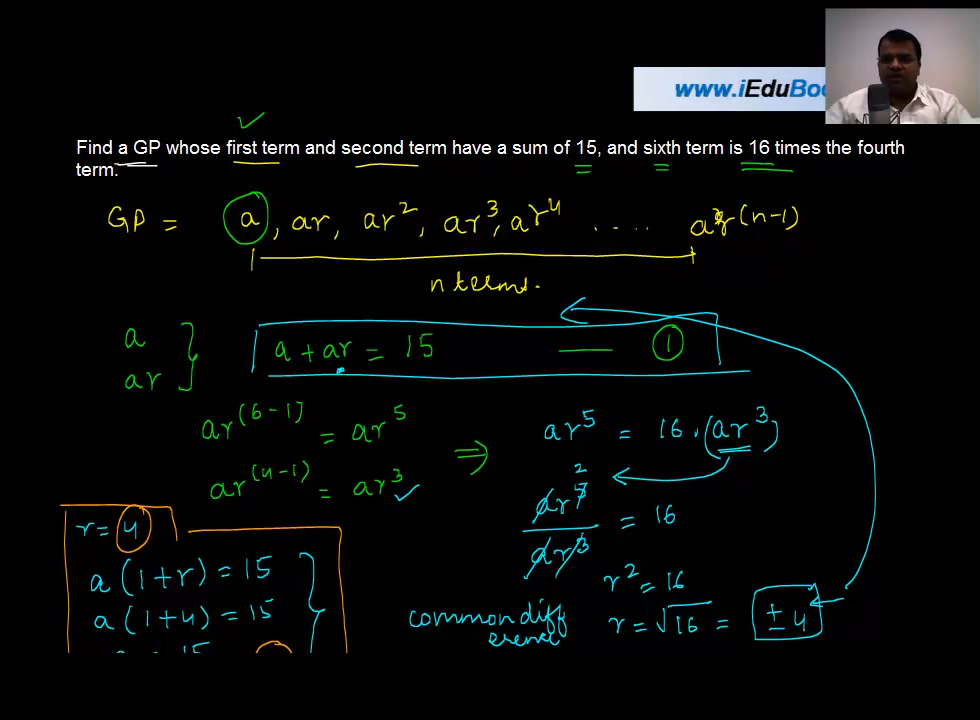 www.iEduBo
Find a GP whose first term and second term have a sum of 15, and sixth term is 16 times the fourth
term.
GP = a, ar, ar², ar³, ar⁴ ..... ar^(n-1)
n terms.
a
ar
a + ar = 15 — 1
ar^(6-1) = ar⁵
ar^(4-1) = ar³
⇒ ar⁵ = 16 . (ar³)
ar⁵ 2
ar³
= 16
r² = 16
common diff
erence
r = √16 = ± 4
r = 4
a (1+r) = 15
a (1+4) = 15